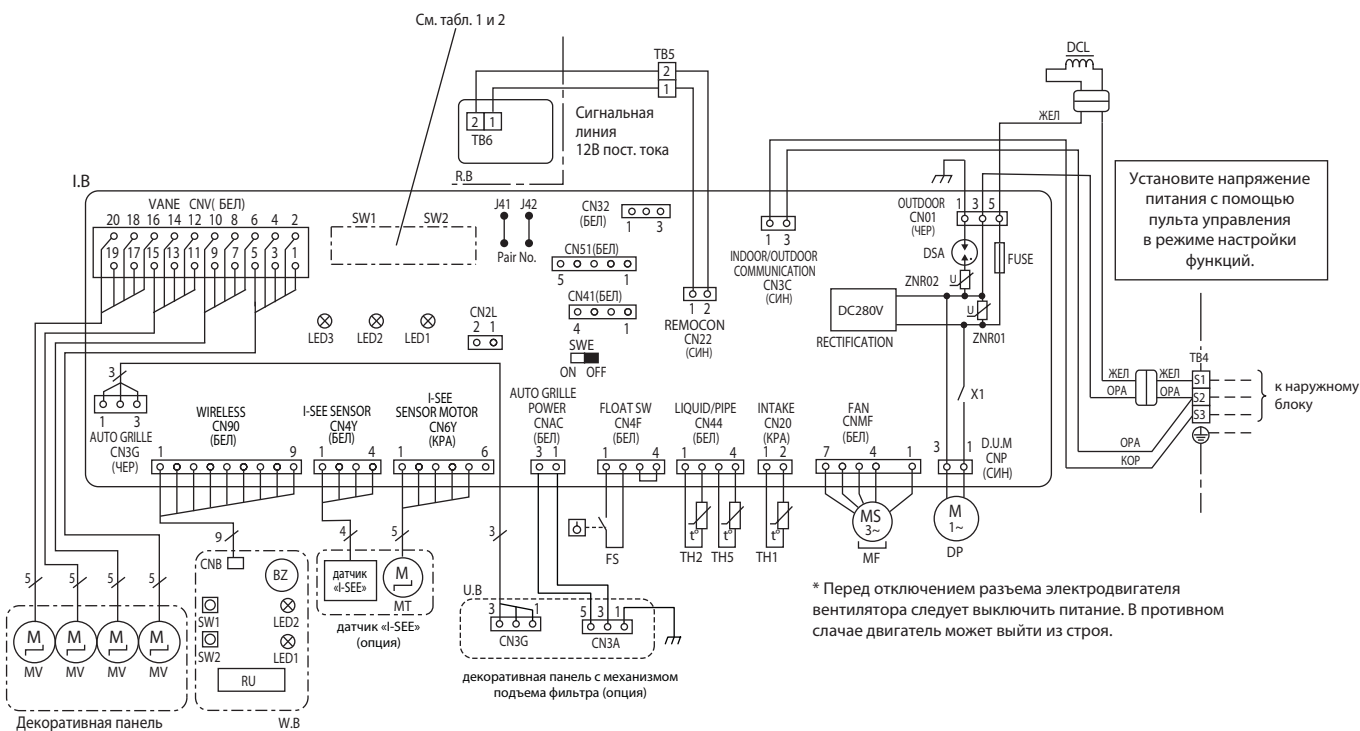 См. табл. 1 и 2
TB5
2
1
DCL
ЖЕЛ
2 1
TB6
Сигнальная
линия
12В пост. тока
R.B
I.B
VANE CNV( БЕЛ)
20 18 16 14 12 10 8 6 4 2
19 17 15 13 11 9 7 5 3 1
SW1 SW2
J41 J42
Pair No.
CN32
(БЕЛ)
1 3
CN51(БЕЛ)
5 1
CN41(БЕЛ)
4 1
SWE
ON OFF
CN2L
2 1
LED3 LED2 LED1
1 2
REMOCON
CN22
(СИН)
1 3
INDOOR/OUTDOOR
COMMUNICATION
CN3C
(СИН)
OUTDOOR
CN01
(ЧЕР)
1 3 5
DSA
FUSE
ZNR02
U
U
DC280V
RECTIFICATION
ZNR01
X1
Установите напряжение
питания с помощью
пульта управления
в режиме настройки
функций.
TB4
ЖЕЛ ЖЕЛ S1
ОРА ОРА S2
S3
к наружному
блоку
ОРА
КОР
3
1 3
AUTO GRILLE
CN3G
(ЧЕР)
WIRELESS
CN90
(БЕЛ)
1 9
I-SEE SENSOR
CN4Y
(БЕЛ)
1 4
I-SEE
SENSOR MOTOR
CN6Y
(КРА)
1 6
AUTO GRILLE
POWER
CNAC
(БЕЛ)
3 1
FLOAT SW
CN4F
(БЕЛ)
1 4
LIQUID/PIPE
CN44
(БЕЛ)
1 4
INTAKE
CN20
(КРА)
1 2
FAN
CNMF
(БЕЛ)
7 4 1
3 1
D.U.M
CNP
(СИН)
9
4
5
3
CNB
BZ
SW1
SW2
LED2
LED1
RU
W.B
датчик
«I-SEE»
M
MT
датчик «I-SEE»
(опция)
U.B
3 1
CN3G
5 3 1
CN3A
декоративная панель с механизмом
подъема фильтра (опция)
FS
t° t° t°
TH2 TH5 TH1
MS
3~
MF
M
1~
DP
5 5 5 5
M M M M
MV MV MV MV
Декоративная панель
* Перед отключением разъема электродвигателя
вентилятора следует выключить питание. В противном
слачае двигатель может выйти из строя.